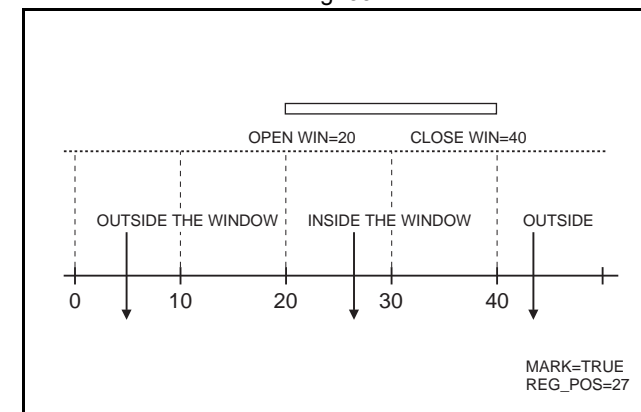 OPEN WIN=20 CLOSE WIN=40
OUTSIDE THE WINDOW INSIDE THE WINDOW OUTSIDE
0 10 20 30 40
MARK=TRUE
REG_POS=27